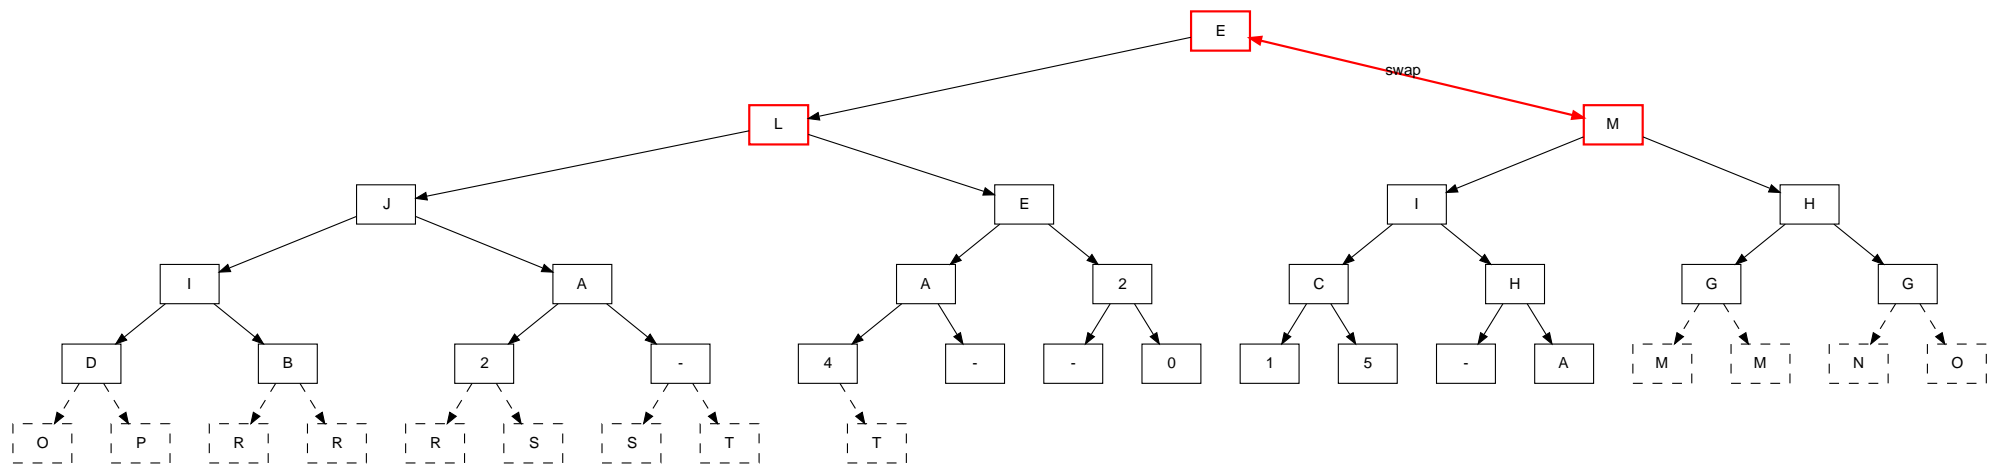 E
swap
L M
J E I H
I A A 2 C H G G
D B 2 - 4 - - 0 1 5 - A M M N O
O P R R R S S T T